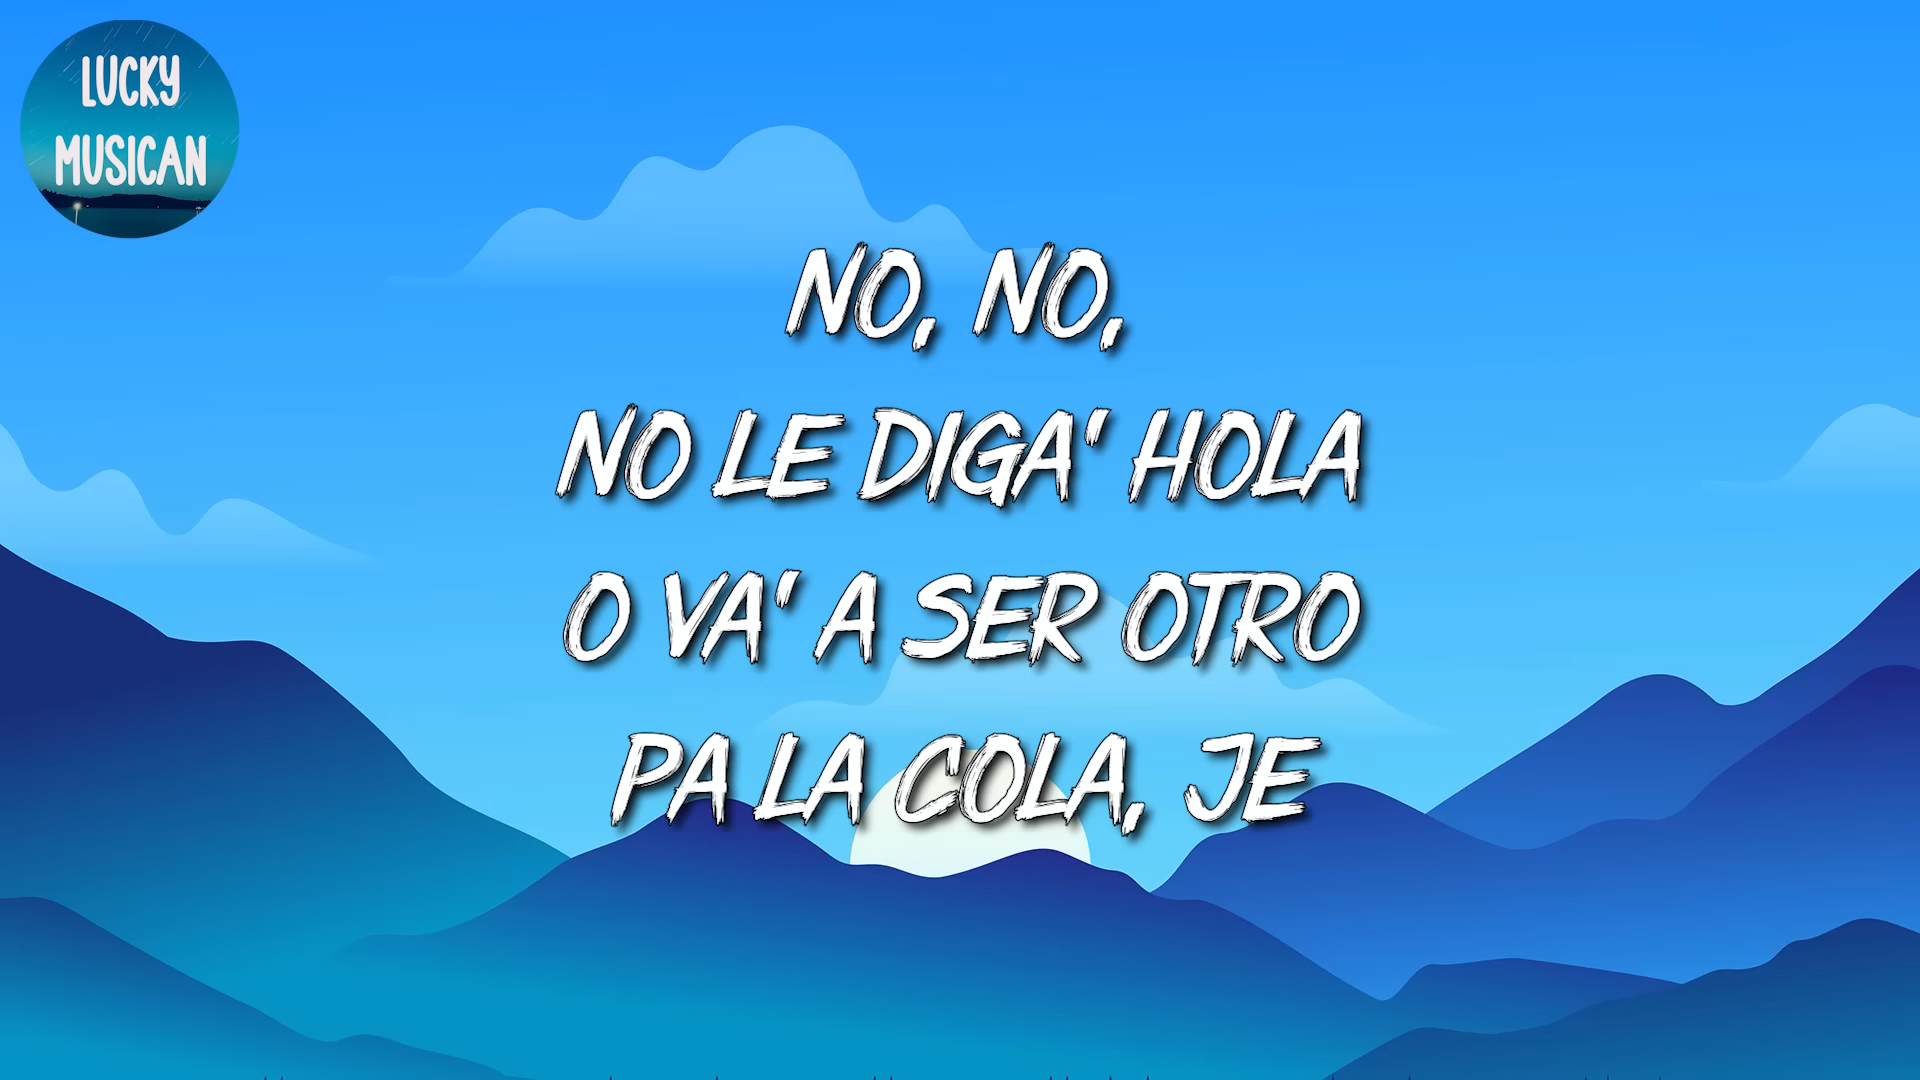 LUCKY
MUSICAN
NO, NO,
NO LE DIGA' HOLA
O VA' A SER OTRO
PA LA COLA, JE